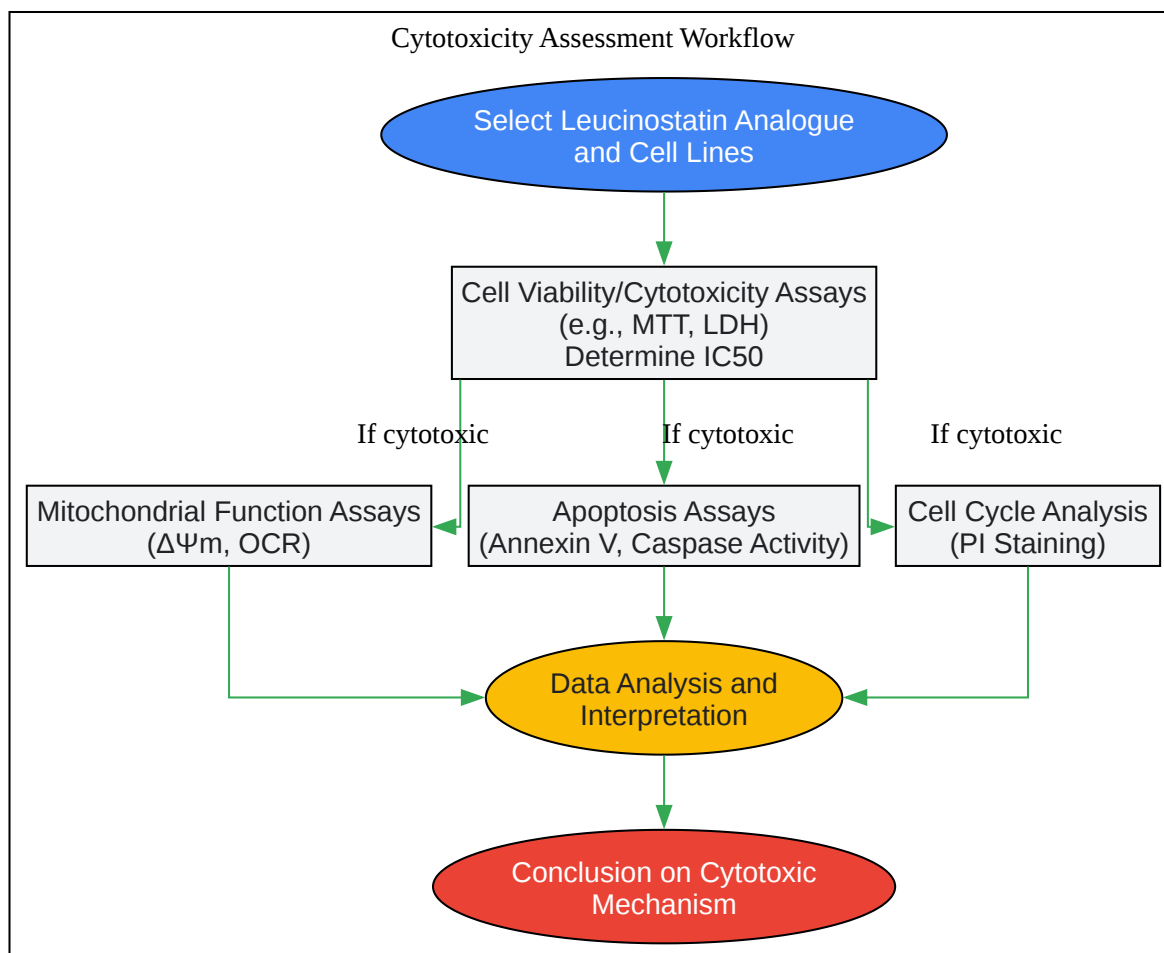 Cytotoxicity Assessment Workflow
Select Leucinostatin Analogue
and Cell Lines
Cell Viability/Cytotoxicity Assays
(e.g., MTT, LDH)
Determine IC50
If cytotoxic
If cytotoxic
If cytotoxic
Mitochondrial Function Assays
(ΔΨm, OCR)
Apoptosis Assays
(Annexin V, Caspase Activity)
Cell Cycle Analysis
(PI Staining)
Data Analysis and
Interpretation
Conclusion on Cytotoxic
Mechanism